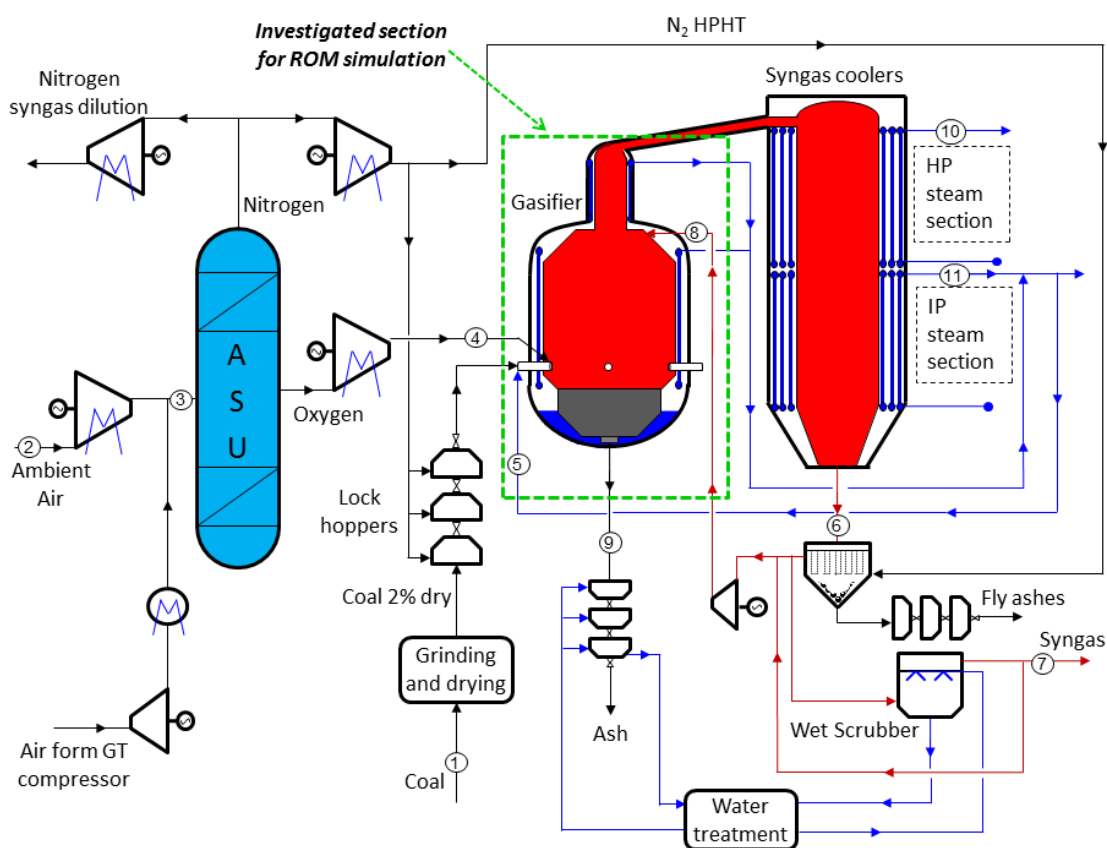 Investigated section
for ROM simulation
N2 HPHT
Nitrogen
syngas dilution
Syngas coolers
10
HP
steam
section
Gasifier
8
Nitrogen
11
IP
steam
section
4
A
S
U
3
Oxygen
2
Ambient
Air
5
Lock
hoppers
6
9
Coal 2% dry
Fly ashes
Grinding
and drying
Syngas
7
Ash
Wet Scrubber
Air form GT
compressor
1
Coal
Water
treatment